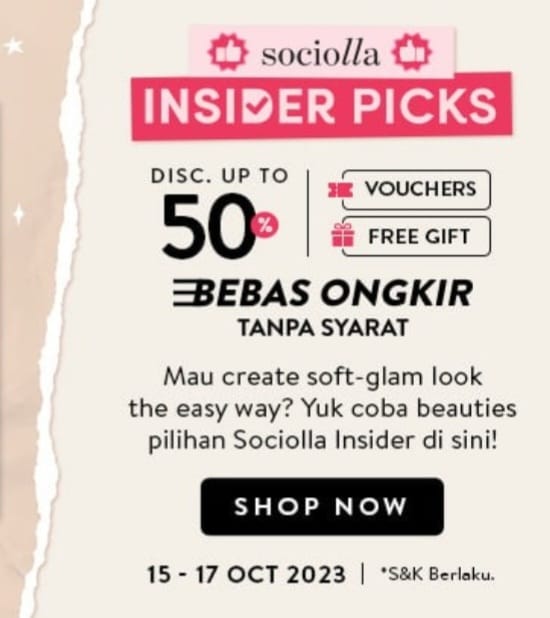 sociolla
INSIDER PICKS
DISC. UP TO
50%
VOUCHERS
FREE GIFT
BEBAS ONGKIR
TANPA SYARAT
Mau create soft-glam look
the easy way? Yuk coba beauties
pilihan Sociolla Insider di sini!
SHOP NOW
15 - 17 OCT 2023 | *S&K Berlaku.